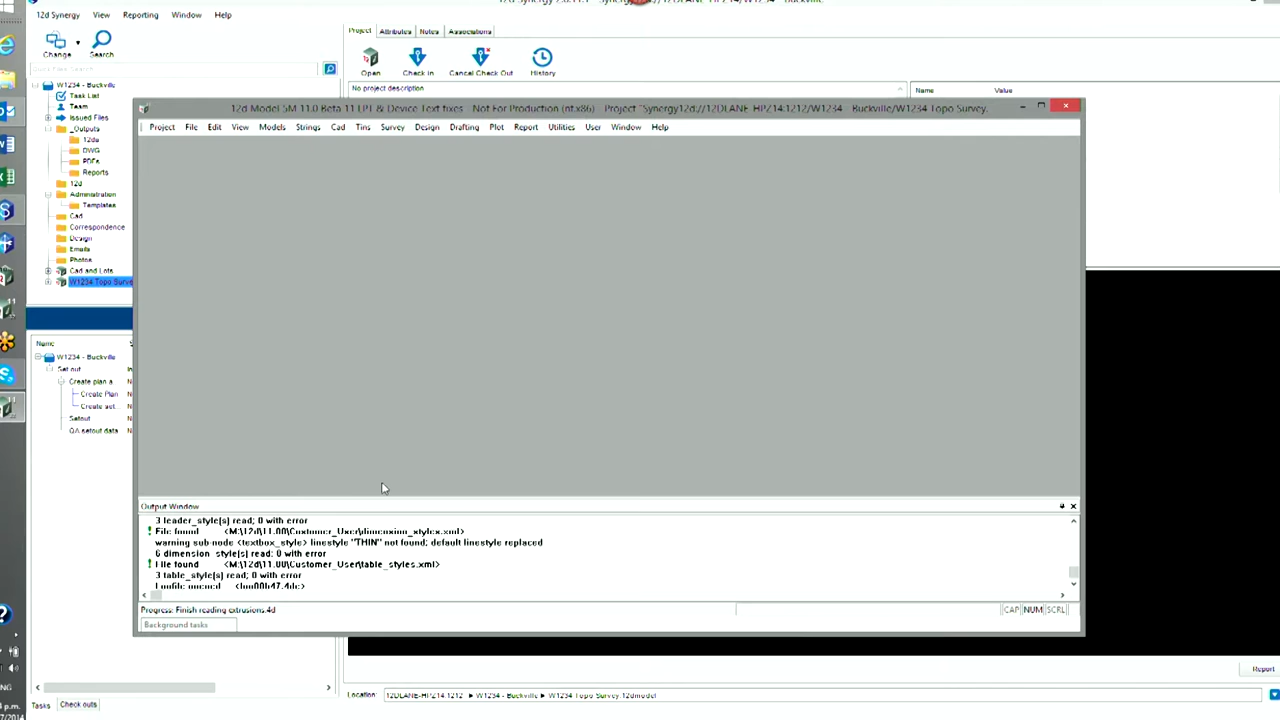 12d Synergy View Reporting Window Help
Change Search
Project Attributes Notes Associations
Open Check In Cancel Check Out History
No project description
Name Value
W1234 - Buckville
Task List
Team
Issued Files
_Outputs
12da
DWG
PDFs
Reports
12d
Administration
Templates
Cad
Correspondence
Design
Emails
Photos
Cad and Lots
W1234 Topo Surve
12d Model SM 11.0 Beta 11 LPT & Device Text fixes - Not For Production (nt.x86) Project "Synergy12d://12DLANE-HPZ14:1212/W1234 - Buckville/W1234 Topo Survey.
Project File Edit View Models Strings Cad Tins Survey Design Drafting Plot Report Utilities User Window Help
Name
W1234 - Buckville
Set out
Create plan a
Create Plan
Create set...
Setout
QA setout data
Output Window
3 leader_style(s) read; 0 with error
! File found <M:\12d\11.00\Customer_User\dimension_styles.xml>
warning sub-node <textbox_style> linestyle "THIN" not found; default linestyle replaced
6 dimension_style(s) read; 0 with error
! File found <M:\12d\11.00\Customer_User\table_styles.xml>
3 table_style(s) read; 0 with error
Progress: Finish reading extrusions.4d
CAP NUM SCRL
Background tasks
Report
Location: 12DLANE-HPZ14:1212 ▸ W1234 - Buckville ▸ W1234 Topo Survey.12dmodel
Tasks Check outs